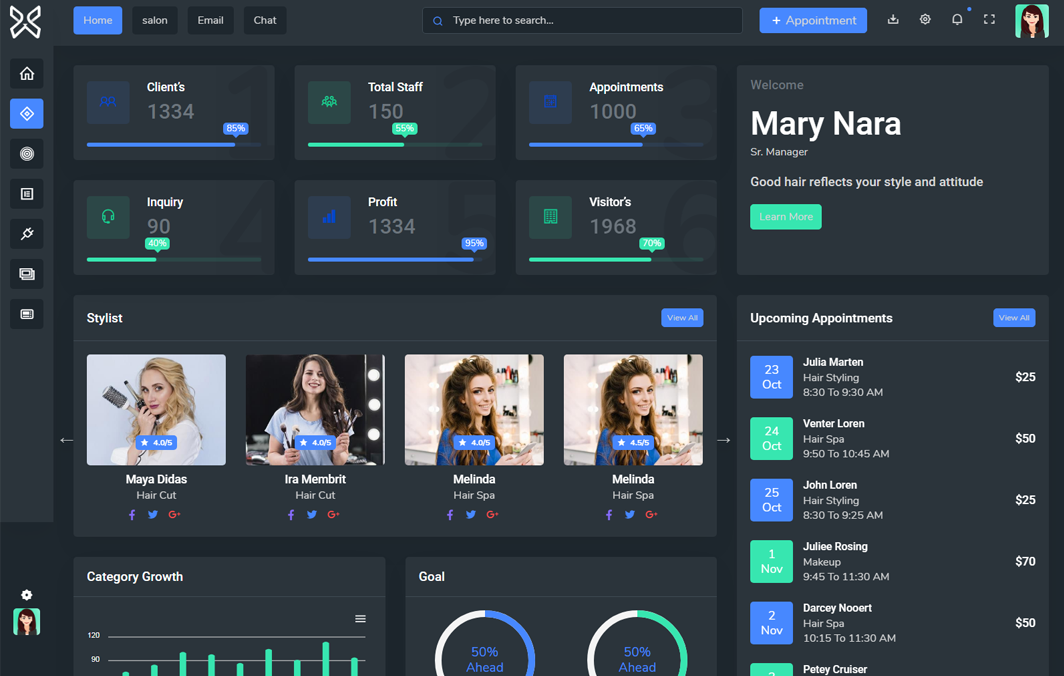 Home
salon
Email
Chat
Type here to search...
+ Appointment
1
Client's
1334
85%
2
Total Staff
150
55%
3
Appointments
1000
65%
Welcome
Mary Nara
Sr. Manager
Good hair reflects your style and attitude
Learn More
4
Inquiry
90
40%
5
Profit
1334
95%
6
Visitor's
1968
70%
Stylist
View All
4.0/5
Maya Didas
Hair Cut
f
G+
4.0/5
Ira Membrit
Hair Cut
f
G+
4.0/5
Melinda
Hair Spa
f
G+
4.5/5
Melinda
Hair Spa
f
G+
Upcoming Appointments
View All
23
Oct
Julia Marten
Hair Styling
8:30 To 9:30 AM
$25
24
Oct
Venter Loren
Hair Spa
9:50 To 10:45 AM
$50
25
Oct
John Loren
Hair Styling
8:30 To 9:25 AM
$25
1
Nov
Juliee Rosing
Makeup
9:45 To 11:30 AM
$70
2
Nov
Darcey Nooert
Hair Spa
10:15 To 11:30 AM
$50
Petey Cruiser
Category Growth
120
90
Goal
50%
Ahead
50%
Ahead